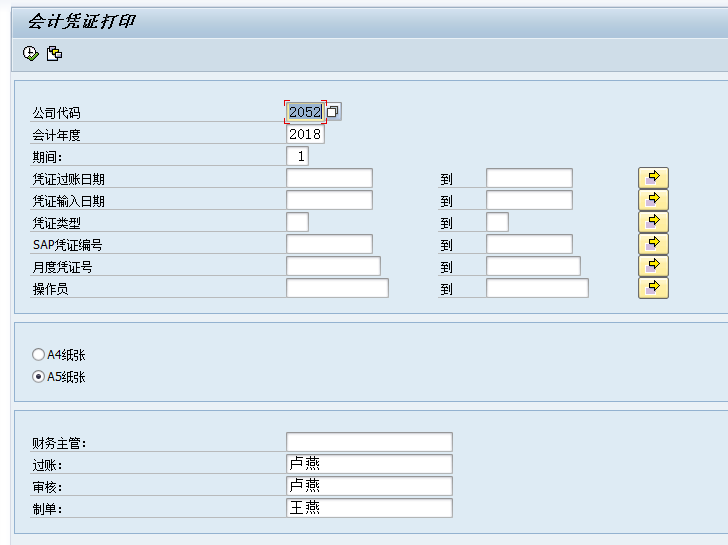 会计凭证打印
公司代码 2052
会计年度 2018
期间: 1
凭证过账日期 到
凭证输入日期 到
凭证类型 到
SAP凭证编号 到
月度凭证号 到
操作员 到
A4纸张
A5纸张
财务主管:
过账: 卢燕
审核: 卢燕
制单: 王燕